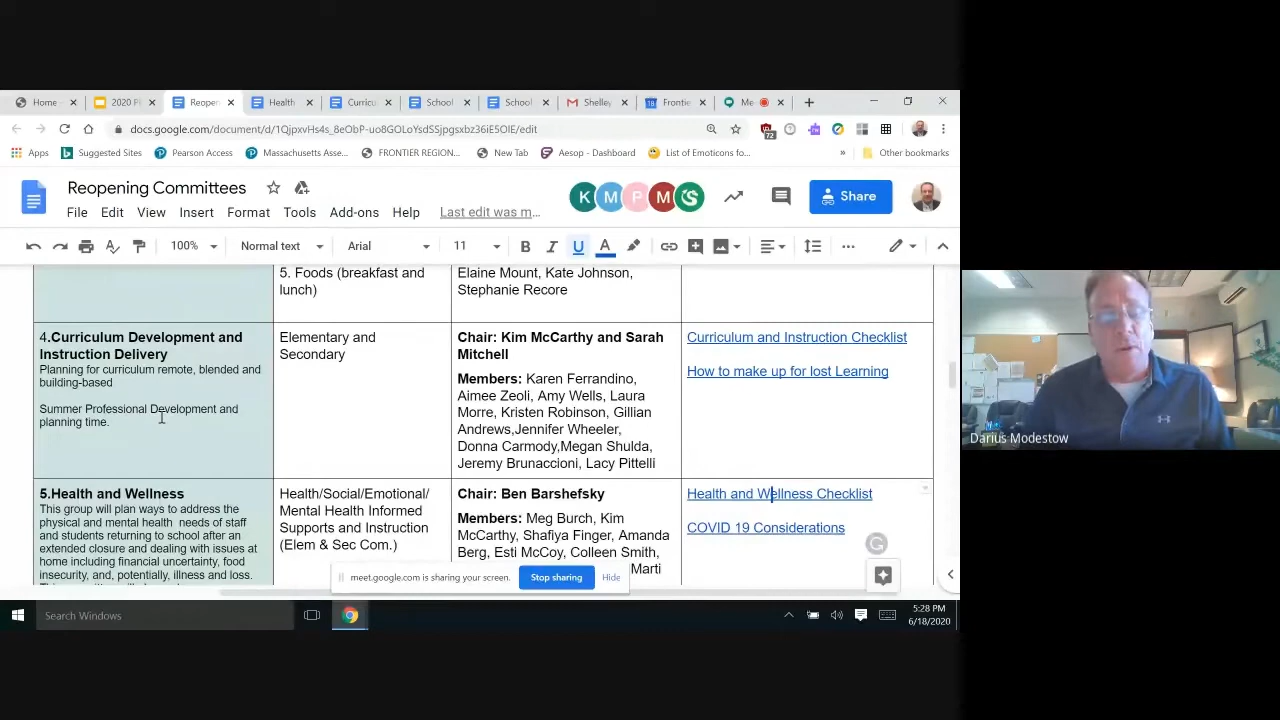 Home
2020 Pl
Reopen
Health
Curricu
School
School
Shelley
Frontie
Me
docs.google.com/document/d/1QjpxvHs4s_8eObP-uo8GOLoYsdSSjpgsxbz36iE5OIE/edit
72
Apps
Suggested Sites
Pearson Access
Massachusetts Asse...
FRONTIER REGION...
New Tab
Aesop - Dashboard
List of Emoticons fo...
»
Other bookmarks
Reopening Committees
K
M
P
M
Share
File Edit View Insert Format Tools Add-ons Help
Last edit was m...
100%
Normal text
Arial
11
B
I
U
A
5. Foods (breakfast and
lunch)
Elaine Mount, Kate Johnson,
Stephanie Recore
4.Curriculum Development and
Instruction Delivery
Planning for curriculum remote, blended and
building-based
Summer Professional Development and
planning time.
Elementary and
Secondary
Chair: Kim McCarthy and Sarah
Mitchell
Members: Karen Ferrandino,
Aimee Zeoli, Amy Wells, Laura
Morre, Kristen Robinson, Gillian
Andrews,Jennifer Wheeler,
Donna Carmody,Megan Shulda,
Jeremy Brunaccioni, Lacy Pittelli
Curriculum and Instruction Checklist
How to make up for lost Learning
5.Health and Wellness
This group will plan ways to address the
physical and mental health needs of staff
and students returning to school after an
extended closure and dealing with issues at
home including financial uncertainty, food
insecurity, and, potentially, illness and loss.
Health/Social/Emotional/
Mental Health Informed
Supports and Instruction
(Elem & Sec Com.)
Chair: Ben Barshefsky
Members: Meg Burch, Kim
McCarthy, Shafiya Finger, Amanda
Berg, Esti McCoy, Colleen Smith,
Marti
Health and Wellness Checklist
COVID 19 Considerations
meet.google.com is sharing your screen.
Stop sharing
Hide
Search Windows
5:28 PM
6/18/2020
Darius Modestow